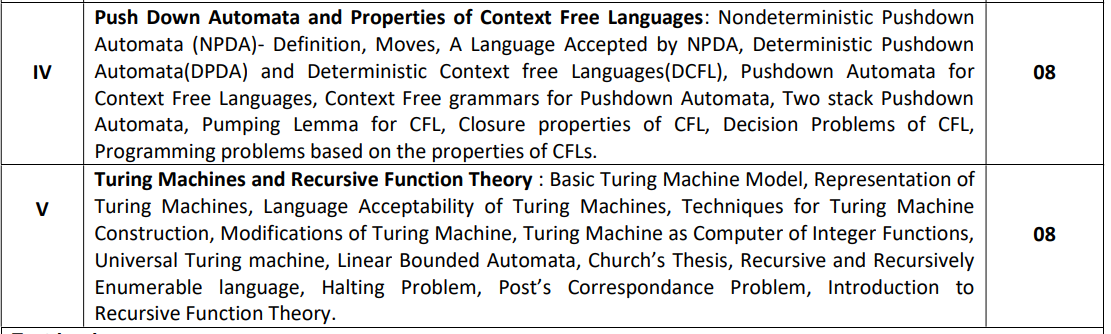 Push Down Automata and Properties of Context Free Languages: Nondeterministic Pushdown
Automata (NPDA)- Definition, Moves, A Language Accepted by NPDA, Deterministic Pushdown
IV Automata(DPDA) and Deterministic Context free Languages(DCFL), Pushdown Automata for 08
Context Free Languages, Context Free grammars for Pushdown Automata, Two stack Pushdown
Automata, Pumping Lemma for CFL, Closure properties of CFL, Decision Problems of CFL,
Programming problems based on the properties of CFLs.
Turing Machines and Recursive Function Theory : Basic Turing Machine Model, Representation of
V Turing Machines, Language Acceptability of Turing Machines, Techniques for Turing Machine
Construction, Modifications of Turing Machine, Turing Machine as Computer of Integer Functions, 08
Universal Turing machine, Linear Bounded Automata, Church’s Thesis, Recursive and Recursively
Enumerable language, Halting Problem, Post’s Correspondance Problem, Introduction to
Recursive Function Theory.